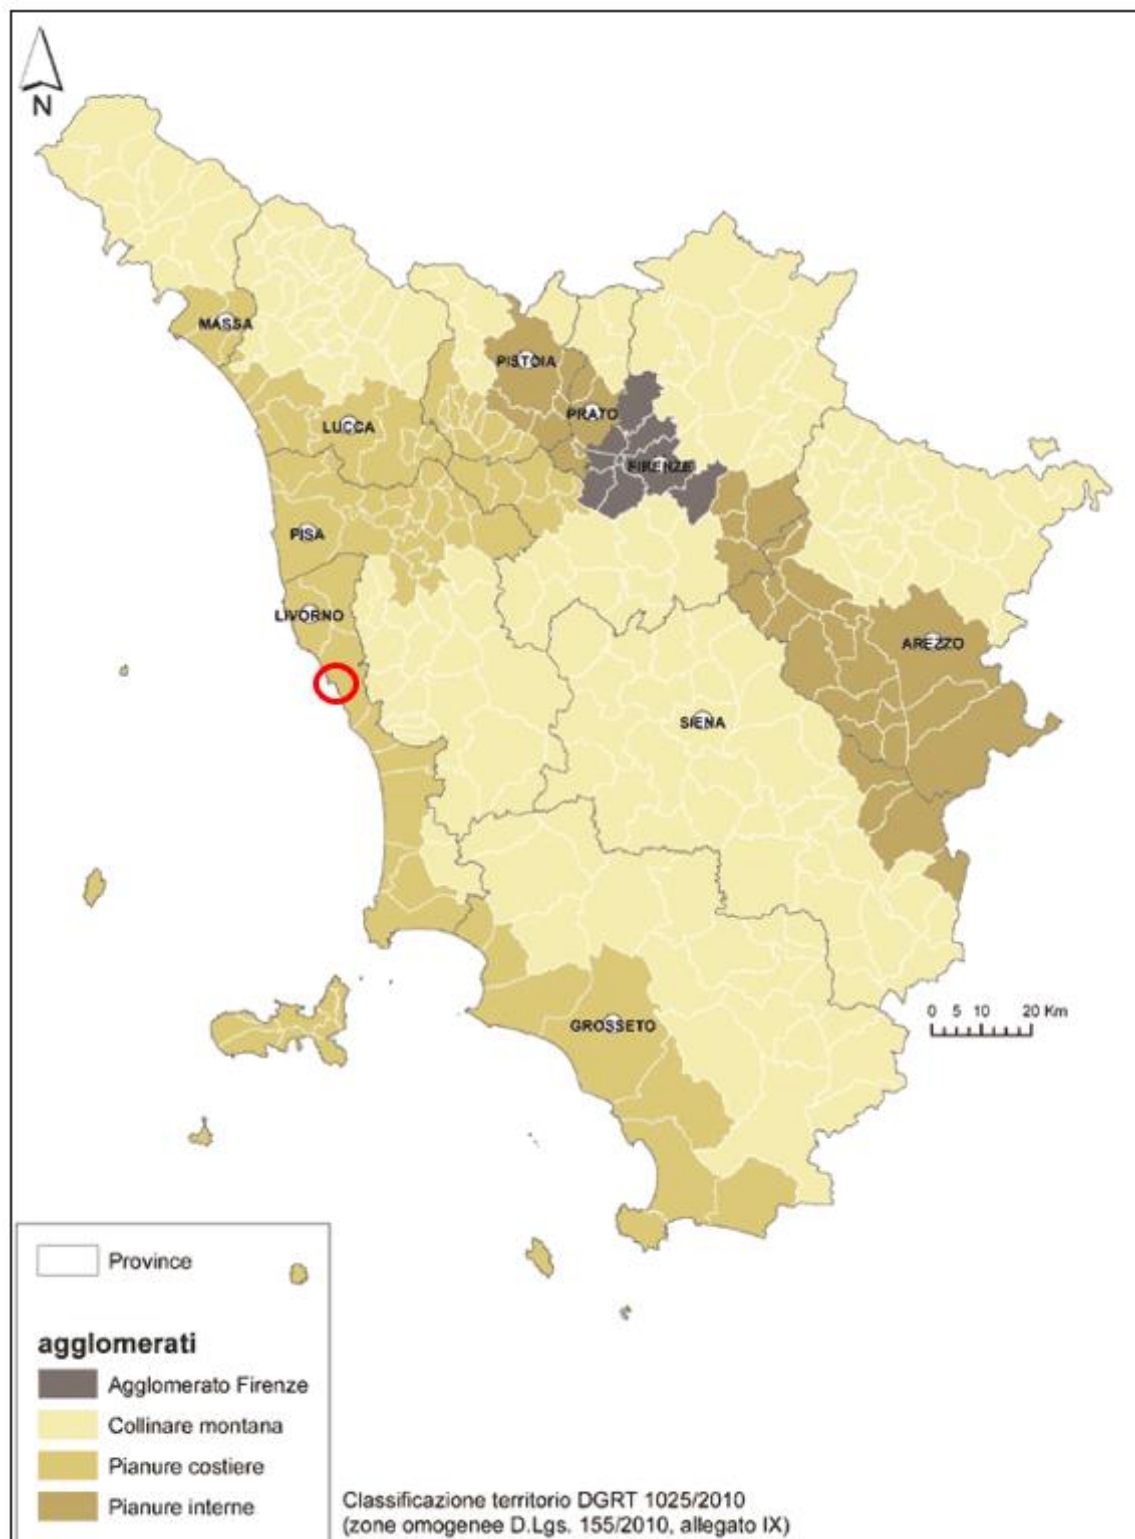 N
MASSA
PISTOIA
PRATO
LUCCA
FIRENZE
PISA
LIVORNO
AREZZO
SIENA
0 5 10 20 Km
GROSSETO
Province
agglomerati
Agglomerato Firenze
Collinare montana
Pianure costiere
Pianure interne
Classificazione territorio DGRT 1025/2010
(zone omogenee D.Lgs. 155/2010, allegato IX)